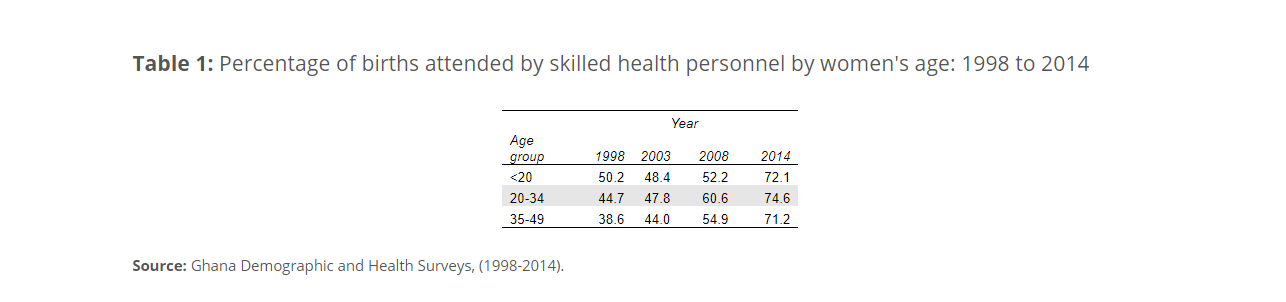 Table 1: Percentage of births attended by skilled health personnel by women's age: 1998 to 2014
Year
Age
group 1998 2003 2008 2014
<20 50.2 48.4 52.2 72.1
20-34 44.7 47.8 60.6 74.6
35-49 38.6 44.0 54.9 71.2
Source: Ghana Demographic and Health Surveys, (1998-2014).